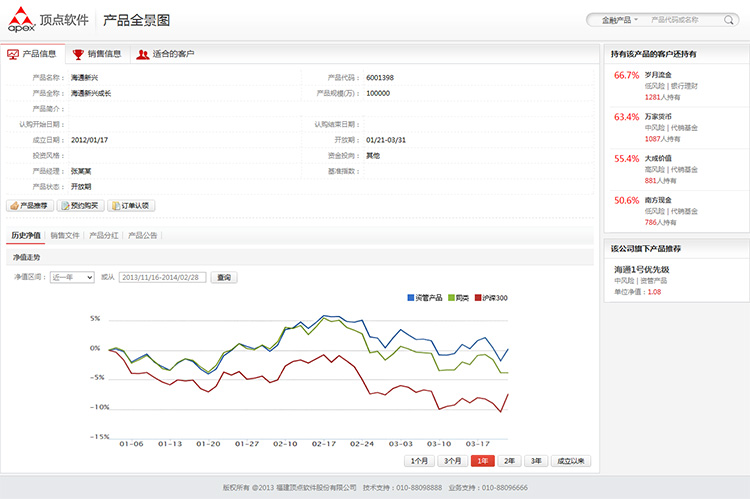 apex 顶点软件 产品全景图 金融产品 产品代码或名称
产品信息 销售信息 适合的客户
产品名称： 海通新兴 产品代码： 6001398
产品全称： 海通新兴成长 产品规模(万)： 100000
产品简介：
认购开始日期： 认购结束日期：
成立日期： 2012/01/17 开放期： 01/21-03/31
投资风格： 资金投向： 其他
产品经理： 张某某 基准指数：
产品状态： 开放期
产品推荐 预约购买 订单认领
历史净值 销售文件 产品分红 产品公告
净值走势
净值区间： 近一年 或从 2013/11/16-2014/02/28 查询
资管产品 同类 沪深300
5%
0%
-5%
-10%
-15%
01-06 01-13 01-20 01-27 02-10 02-17 02-24 03-03 03-10 03-17
1个月 3个月 1年 2年 3年 成立以来
持有该产品的客户还持有
66.7% 岁月流金
低风险 | 银行理财
1281人持有
63.4% 万家货币
中风险 | 代销基金
1087人持有
55.4% 大成价值
高风险 | 代销基金
881人持有
50.6% 南方现金
低风险 | 代销基金
786人持有
该公司旗下产品推荐
海通1号优先级
中风险 | 资管产品
单位净值：1.08
版权所有 @2013 福建顶点软件股份有限公司 技术支持：010-88098888 业务支持：010-88096666